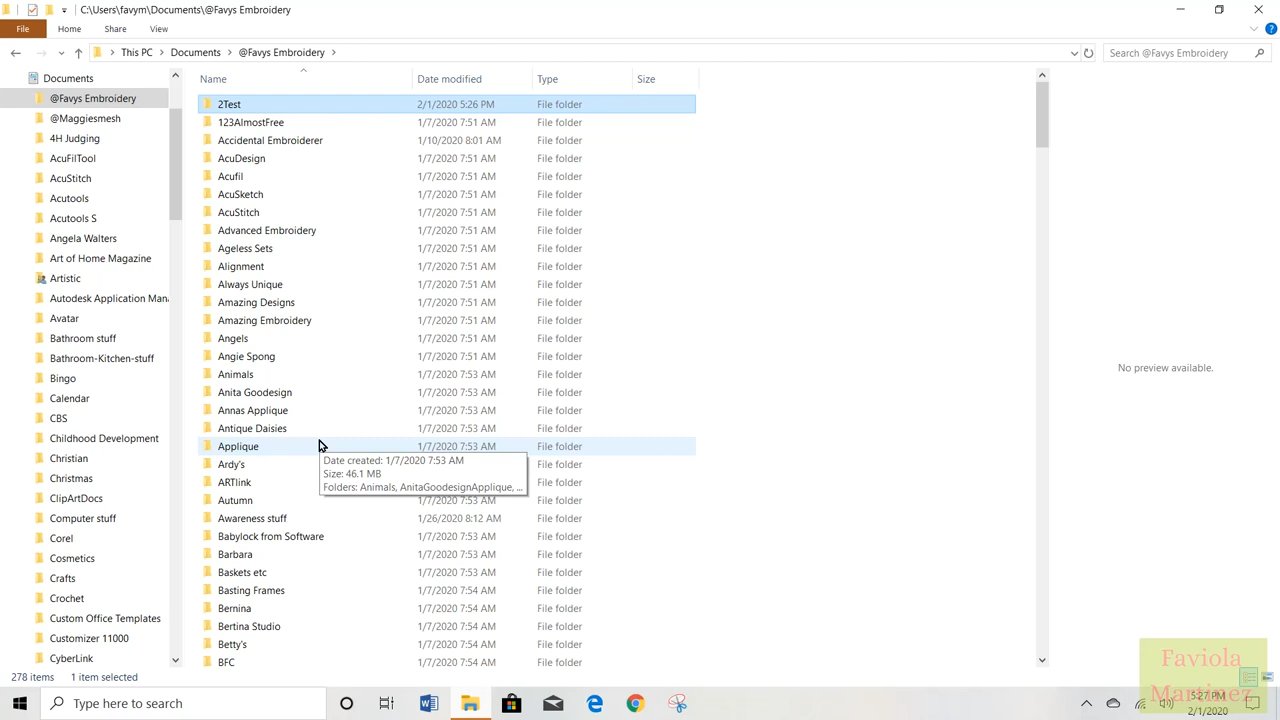 C:\Users\favym\Documents\@Favys Embroidery
File Home Share View
This PC Documents @Favys Embroidery Search @Favys Embroidery
Documents
@Favys Embroidery
@Maggiesmesh
4H Judging
AcuFilTool
AcuStitch
Acutools
Acutools S
Angela Walters
Art of Home Magazine
Artistic
Autodesk Application Man
Avatar
Bathroom stuff
Bathroom-Kitchen-stuff
Bingo
Calendar
CBS
Childhood Development
Christian
Christmas
ClipArtDocs
Computer stuff
Corel
Cosmetics
Crafts
Crochet
Custom Office Templates
Customizer 11000
CyberLink
Name Date modified Type Size
2Test 2/1/2020 5:26 PM File folder
123AlmostFree 1/7/2020 7:51 AM File folder
Accidental Embroiderer 1/10/2020 8:01 AM File folder
AcuDesign 1/7/2020 7:51 AM File folder
Acufil 1/7/2020 7:51 AM File folder
AcuSketch 1/7/2020 7:51 AM File folder
AcuStitch 1/7/2020 7:51 AM File folder
Advanced Embroidery 1/7/2020 7:51 AM File folder
Ageless Sets 1/7/2020 7:51 AM File folder
Alignment 1/7/2020 7:51 AM File folder
Always Unique 1/7/2020 7:51 AM File folder
Amazing Designs 1/7/2020 7:51 AM File folder
Amazing Embroidery 1/7/2020 7:51 AM File folder
Angels 1/7/2020 7:51 AM File folder
Angie Spong 1/7/2020 7:51 AM File folder
Animals 1/7/2020 7:53 AM File folder
Anita Goodesign 1/7/2020 7:53 AM File folder
Annas Applique 1/7/2020 7:53 AM File folder
Antique Daisies 1/7/2020 7:53 AM File folder
Applique 1/7/2020 7:53 AM File folder
Ardy's File folder
ARTlink File folder
Autumn 1/7/2020 7:53 AM File folder
Awareness stuff 1/26/2020 8:12 AM File folder
Babylock from Software 1/7/2020 7:53 AM File folder
Barbara 1/7/2020 7:53 AM File folder
Baskets etc 1/7/2020 7:53 AM File folder
Basting Frames 1/7/2020 7:54 AM File folder
Bernina 1/7/2020 7:54 AM File folder
Bertina Studio 1/7/2020 7:54 AM File folder
Betty's 1/7/2020 7:54 AM File folder
BFC 1/7/2020 7:54 AM File folder
Date created: 1/7/2020 7:53 AM
Size: 46.1 MB
Folders: Animals, AnitaGoodesignApplique, ...
No preview available.
278 items 1 item selected
Faviola
Martinez
Type here to search
5:27 PM
2/1/2020